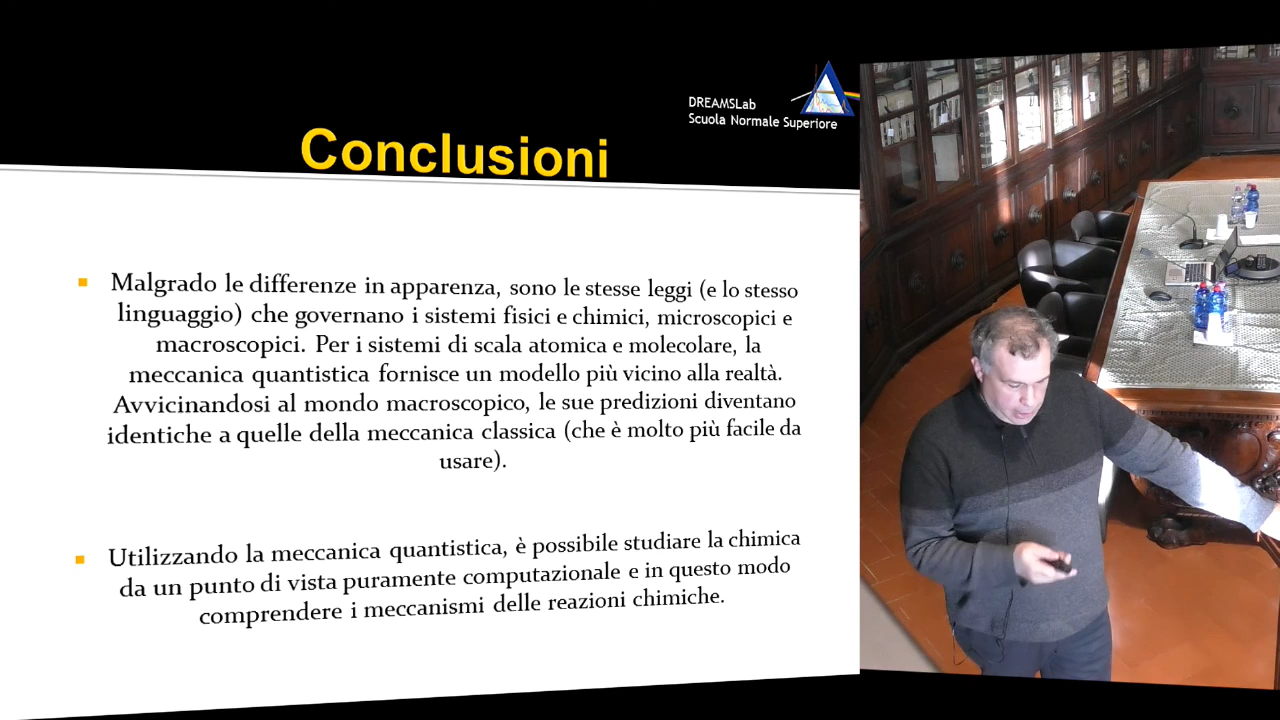 DREAMSLab
Scuola Normale Superiore
Conclusioni
Malgrado le differenze in apparenza, sono le stesse leggi (e lo stesso
linguaggio) che governano i sistemi fisici e chimici, microscopici e
macroscopici. Per i sistemi di scala atomica e molecolare, la
meccanica quantistica fornisce un modello più vicino alla realtà.
Avvicinandosi al mondo macroscopico, le sue predizioni diventano
identiche a quelle della meccanica classica (che è molto più facile da
usare).
Utilizzando la meccanica quantistica, è possibile studiare la chimica
da un punto di vista puramente computazionale e in questo modo
comprendere i meccanismi delle reazioni chimiche.